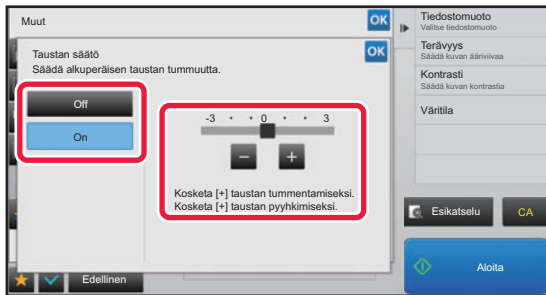 Muut
OK
Taustan säätö
OK
Säädä alkuperäisen taustan tummuutta.
Off
On
-3 • • 0 • • 3
−
+
Kosketa [+] taustan tummentamiseksi.
Kosketa [+] taustan pyyhkimiseksi.
Edellinen
Tiedostomuoto
Valitse tiedostomuoto
Terävyys
Säädä kuvan ääriviivaa
Kontrasti
Säädä kuvan kontrastia
Väritila
Esikatselu
CA
Aloita